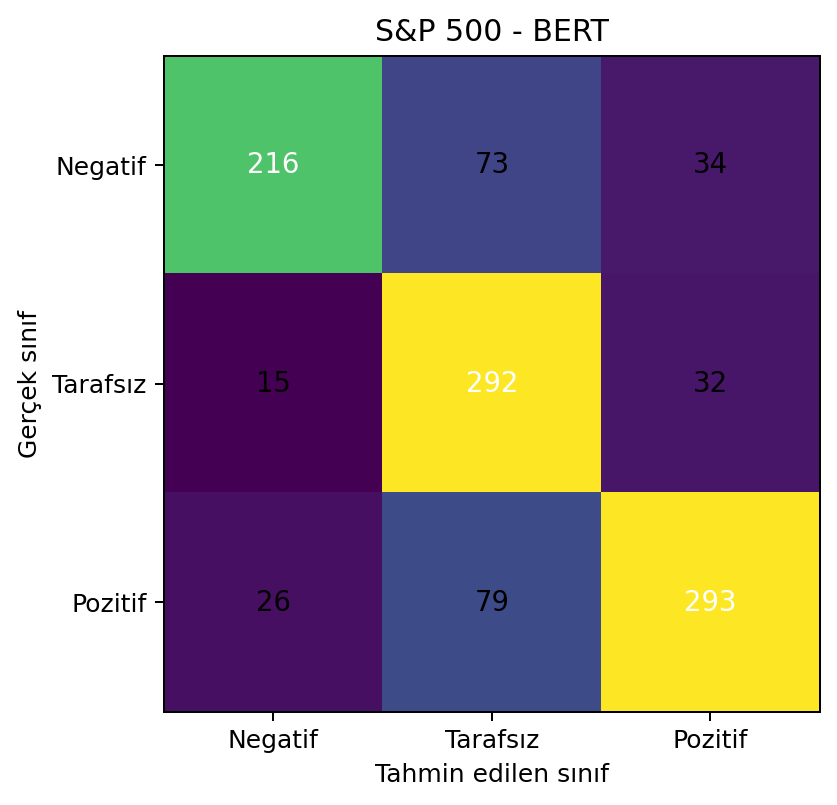 S&P 500 - BERT
Gerçek sınıf
Negatif 216 73 34
Tarafsız 15 292 32
Pozitif 26 79 293
Negatif Tarafsız Pozitif
Tahmin edilen sınıf